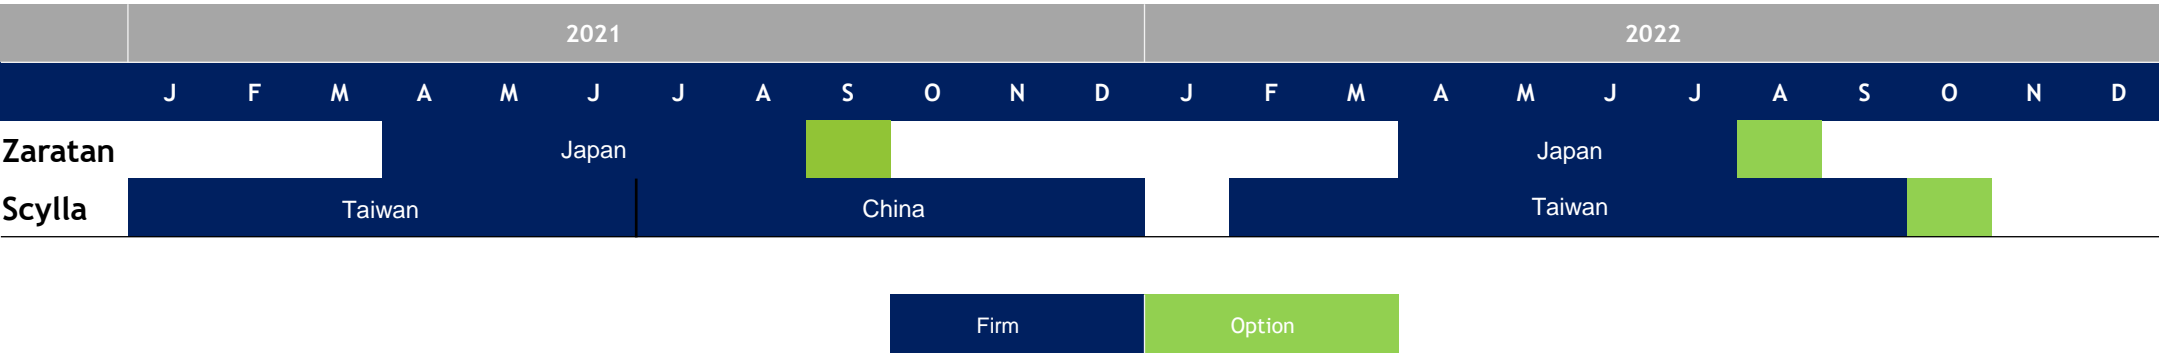 2021 2022
J F M A M J J A S O N D J F M A M J J A S O N D
Zaratan Japan Japan
Scylla Taiwan China Taiwan
Firm Option